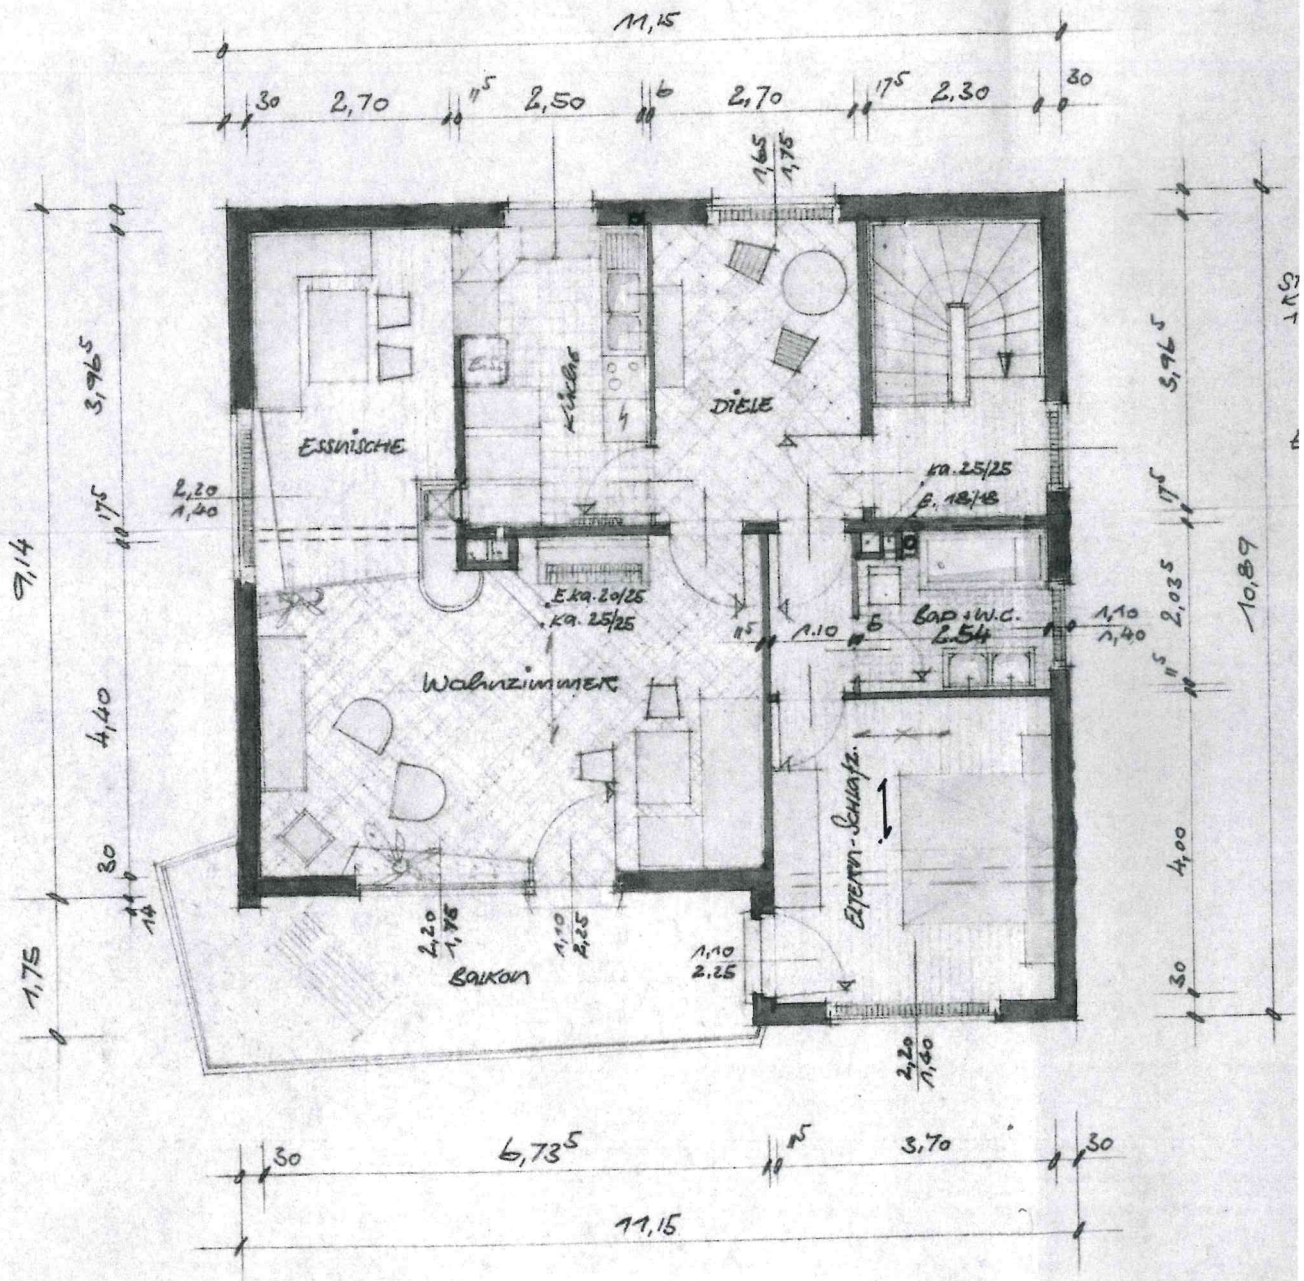 11,15
30 2,70 11⁵ 2,50 6 2,70 17⁵ 2,30 30
1,65
1,75
3,96⁵
17⁵
4,40
30
14
9,14
1,75
ESSNISCHE
KÜCHE
DIELE
2,20
1,40
KA. 25/25
E. 18/18
E.KA. 20/25
KA. 25/25
11⁵ 1.10 6
BAD + W.C.
2.54
1,10
1,40
WOHNZIMMER
ELTERN-SCHLAFZ.
2,20
1,75
1,10
2,25
BALKON
1,10
2.25
2,20
1,40
3,96⁵
17⁵
2,03⁵
11⁵
4,00
30
10,89
30 6,73⁵ 11⁵ 3,70 30
11,15